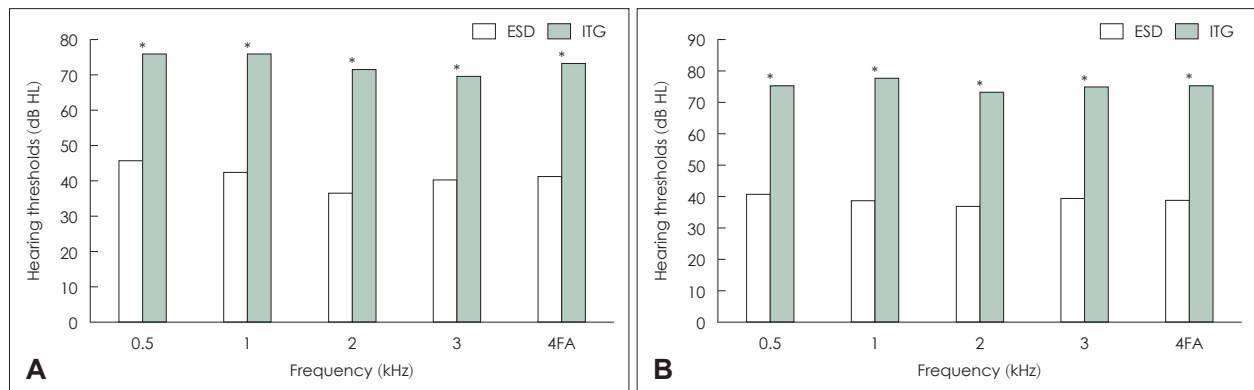 ESD ITG
Hearing thresholds (dB HL)
80
70
60
50
40
30
20
10
0
* * * * *
0.5 1 2 3 4FA
Frequency (kHz)
A
ESD ITG
Hearing thresholds (dB HL)
90
80
70
60
50
40
30
20
10
0
* * * * *
0.5 1 2 3 4FA
Frequency (kHz)
B